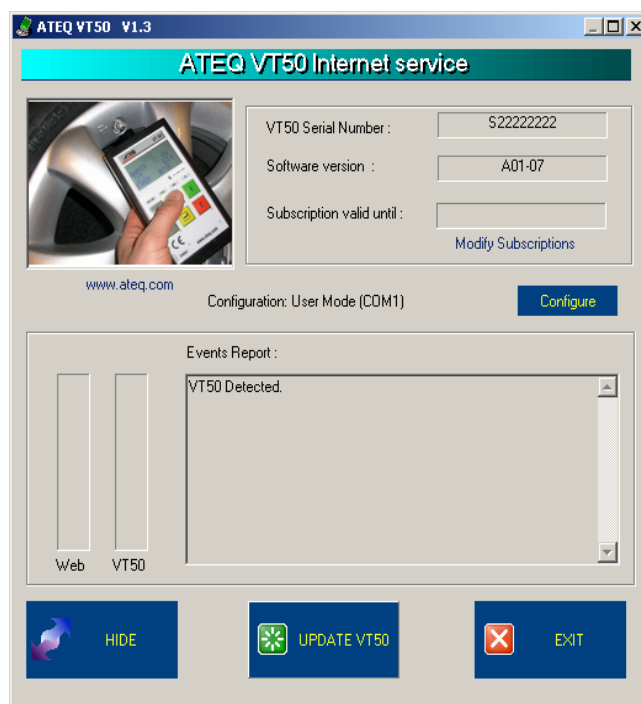 ATEQ VT50 V1.3
ATEQ VT50 Internet service
VT50 Serial Number : S22222222
Software version : A01-07
Subscription valid until :
Modify Subscriptions
www.ateq.com
Configuration: User Mode (COM1)
Configure
Events Report :
VT50 Detected.
Web VT50
HIDE
UPDATE VT50
EXIT